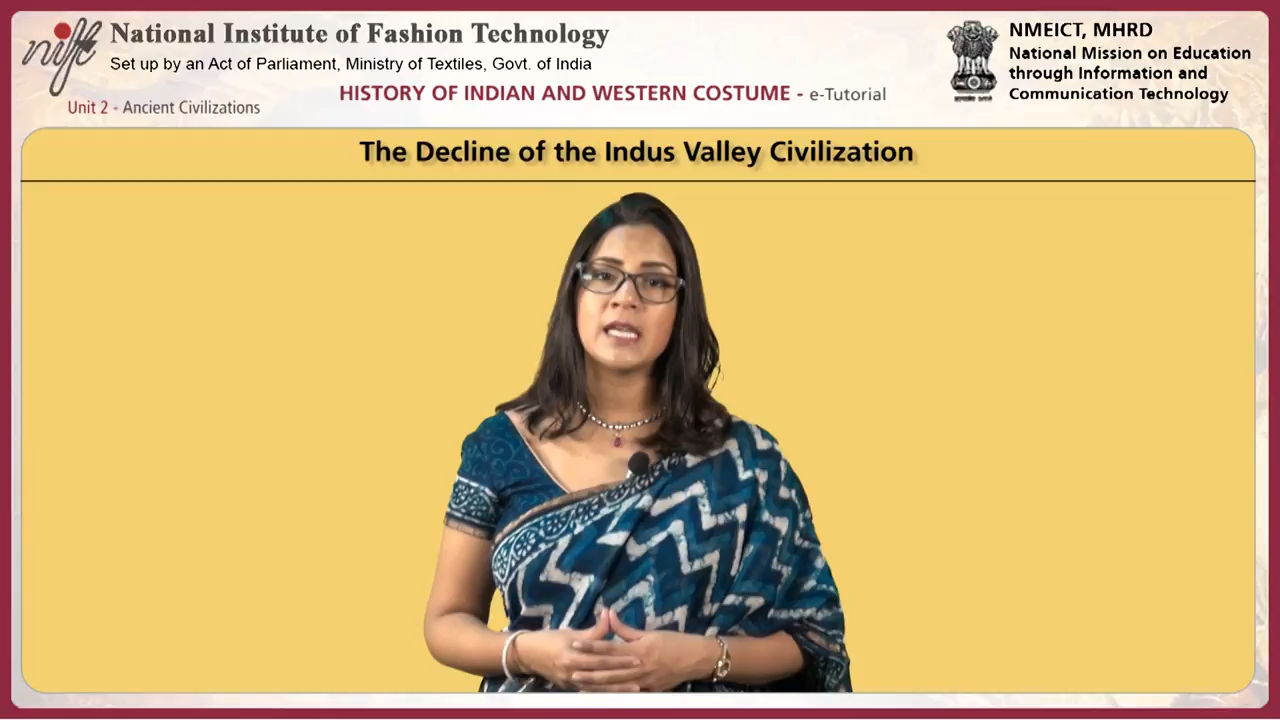 nift
National Institute of Fashion Technology
Set up by an Act of Parliament, Ministry of Textiles, Govt. of India
Unit 2 - Ancient Civilizations
HISTORY OF INDIAN AND WESTERN COSTUME - e-Tutorial
NMEICT, MHRD
National Mission on Education
through Information and
Communication Technology
The Decline of the Indus Valley Civilization